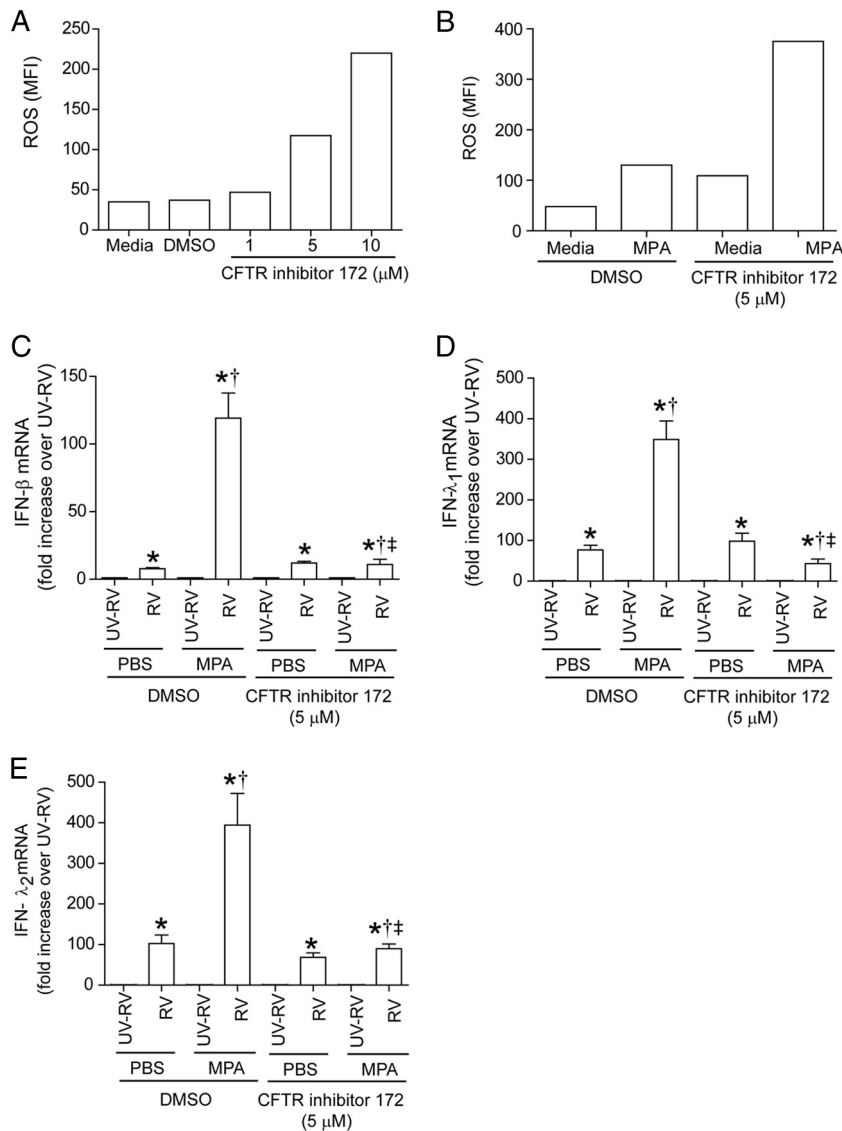 A
ROS (MFI)
250
200
150
100
50
0
Media
DMSO
1
5
10
CFTR inhibitor 172 (μM)
B
ROS (MFI)
400
300
200
100
0
Media
MPA
Media
MPA
DMSO
CFTR inhibitor 172
(5 μM)
C
IFN-β mRNA
(fold increase over UV-RV)
150
100
50
0
*
*†
*
*†‡
UV-RV
RV
UV-RV
RV
UV-RV
RV
UV-RV
RV
PBS
MPA
PBS
MPA
DMSO
CFTR inhibitor 172
(5 μM)
D
IFN-λ1mRNA
(fold increase over UV-RV)
500
400
300
200
100
0
*
*†
*
*†‡
UV-RV
RV
UV-RV
RV
UV-RV
RV
UV-RV
RV
PBS
MPA
PBS
MPA
DMSO
CFTR inhibitor 172
(5 μM)
E
IFN- λ2mRNA
(fold increase over UV-RV)
500
400
300
200
100
0
*
*†
*
*†‡
UV-RV
RV
UV-RV
RV
UV-RV
RV
UV-RV
RV
PBS
MPA
PBS
MPA
DMSO
CFTR inhibitor 172
(5 μM)